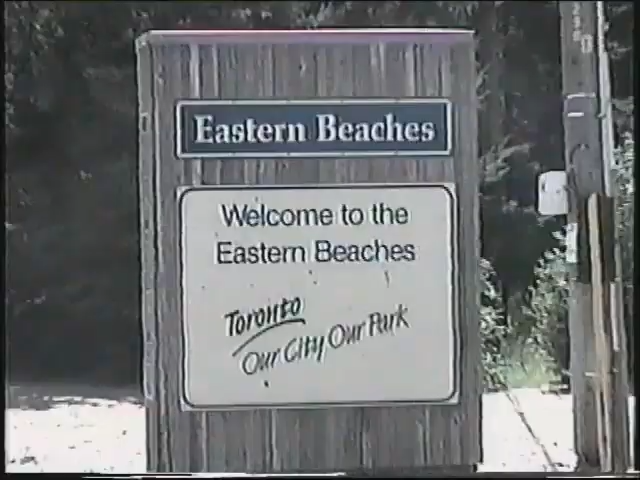 Eastern Beaches
Welcome to the
Eastern Beaches
Toronto
Our City Our Park